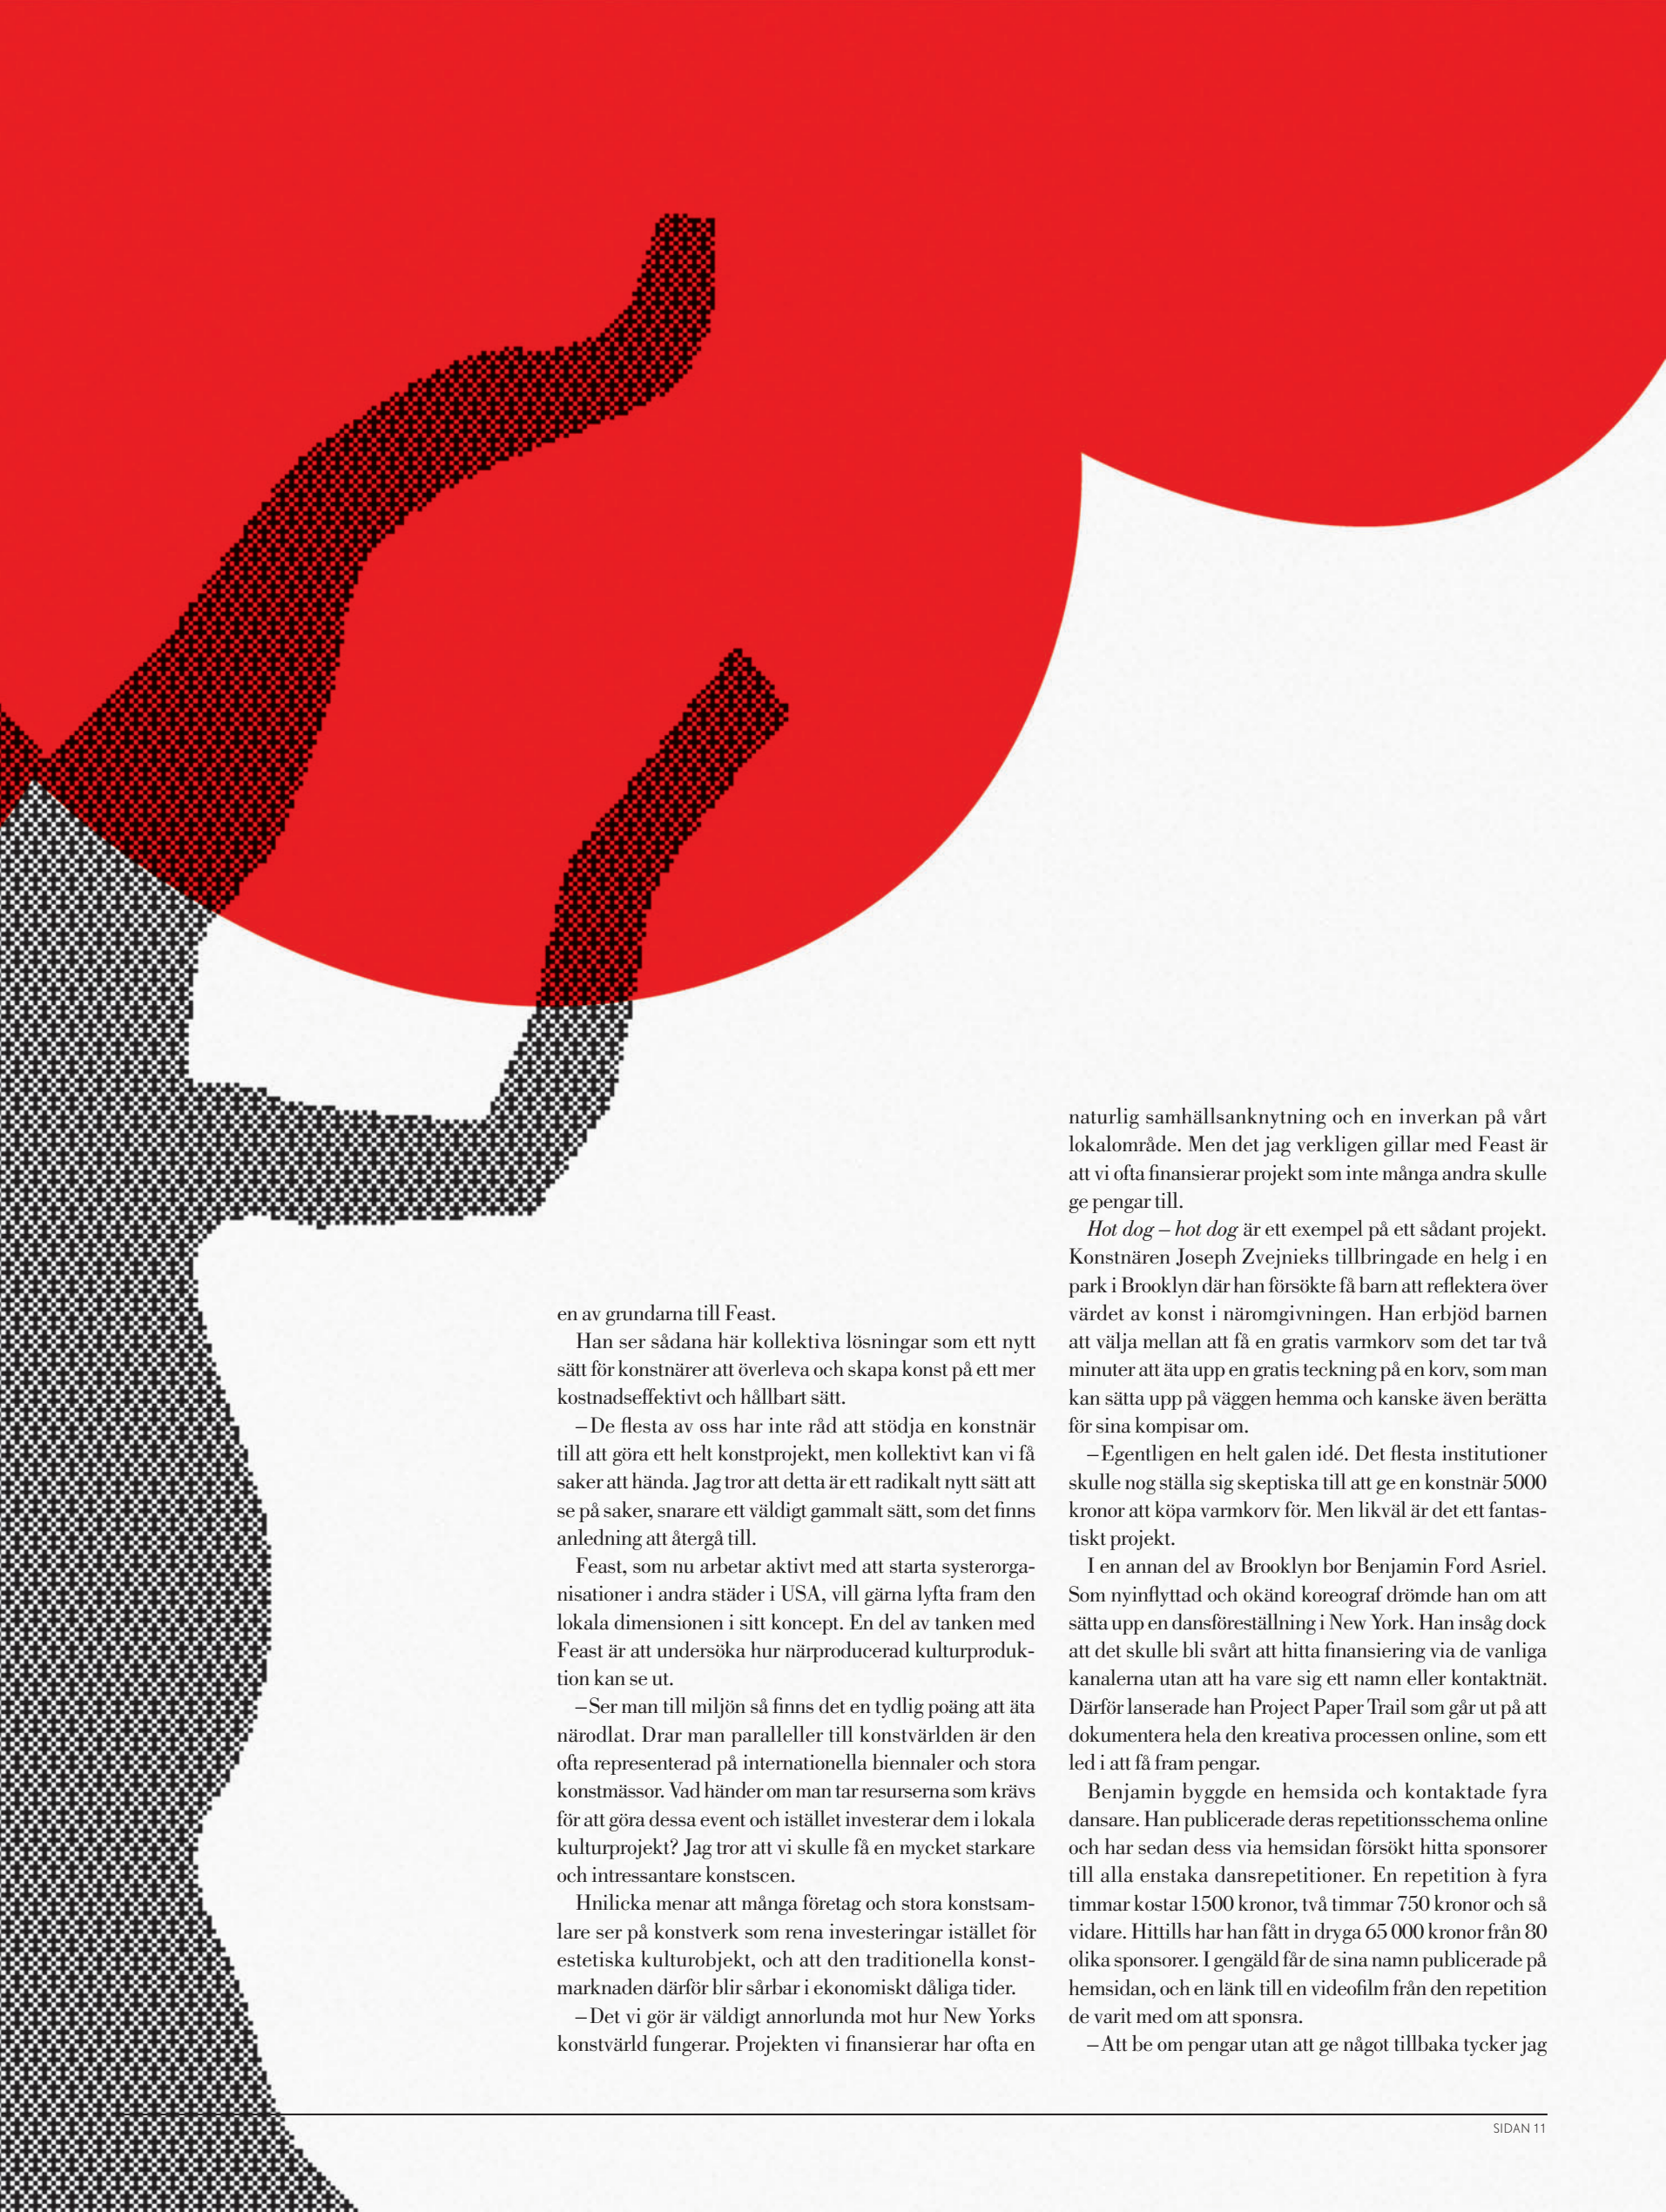 en av grundarna till Feast.
Han ser sådana här kollektiva lösningar som ett nytt
sätt för konstnärer att överleva och skapa konst på ett mer
kostnadseffektivt och hållbart sätt.
–De flesta av oss har inte råd att stödja en konstnär
till att göra ett helt konstprojekt, men kollektivt kan vi få
saker att hända. Jag tror att detta är ett radikalt nytt sätt att
se på saker, snarare ett väldigt gammalt sätt, som det finns
anledning att återgå till.
Feast, som nu arbetar aktivt med att starta systerorga-
nisationer i andra städer i USA, vill gärna lyfta fram den
lokala dimensionen i sitt koncept. En del av tanken med
Feast är att undersöka hur närproducerad kulturproduk-
tion kan se ut.
–Ser man till miljön så finns det en tydlig poäng att äta
närodlat. Drar man paralleller till konstvärlden är den
ofta representerad på internationella biennaler och stora
konstmässor. Vad händer om man tar resurserna som krävs
för att göra dessa event och istället investerar dem i lokala
kulturprojekt? Jag tror att vi skulle få en mycket starkare
och intressantare konstscen.
Hnilicka menar att många företag och stora konstsam-
lare ser på konstverk som rena investeringar istället för
estetiska kulturobjekt, och att den traditionella konst-
marknaden därför blir sårbar i ekonomiskt dåliga tider.
–Det vi gör är väldigt annorlunda mot hur New Yorks
konstvärld fungerar. Projekten vi finansierar har ofta en
naturlig samhällsanknytning och en inverkan på vårt
lokalområde. Men det jag verkligen gillar med Feast är
att vi ofta finansierar projekt som inte många andra skulle
ge pengar till.
Hot dog – hot dog är ett exempel på ett sådant projekt.
Konstnären Joseph Zvejnieks tillbringade en helg i en
park i Brooklyn där han försökte få barn att reflektera över
värdet av konst i näromgivningen. Han erbjöd barnen
att välja mellan att få en gratis varmkorv som det tar två
minuter att äta upp en gratis teckning på en korv, som man
kan sätta upp på väggen hemma och kanske även berätta
för sina kompisar om.
–Egentligen en helt galen idé. Det flesta institutioner
skulle nog ställa sig skeptiska till att ge en konstnär 5000
kronor att köpa varmkorv för. Men likväl är det ett fantas-
tiskt projekt.
I en annan del av Brooklyn bor Benjamin Ford Asriel.
Som nyinflyttad och okänd koreograf drömde han om att
sätta upp en dansföreställning i New York. Han insåg dock
att det skulle bli svårt att hitta finansiering via de vanliga
kanalerna utan att ha vare sig ett namn eller kontaktnät.
Därför lanserade han Project Paper Trail som går ut på att
dokumentera hela den kreativa processen online, som ett
led i att få fram pengar.
Benjamin byggde en hemsida och kontaktade fyra
dansare. Han publicerade deras repetitionsschema online
och har sedan dess via hemsidan försökt hitta sponsorer
till alla enstaka dansrepetitioner. En repetition à fyra
timmar kostar 1500 kronor, två timmar 750 kronor och så
vidare. Hittills har han fått in dryga 65 000 kronor från 80
olika sponsorer. I gengäld får de sina namn publicerade på
hemsidan, och en länk till en videofilm från den repetition
de varit med om att sponsra.
–Att be om pengar utan att ge något tillbaka tycker jag
SIDAN 11